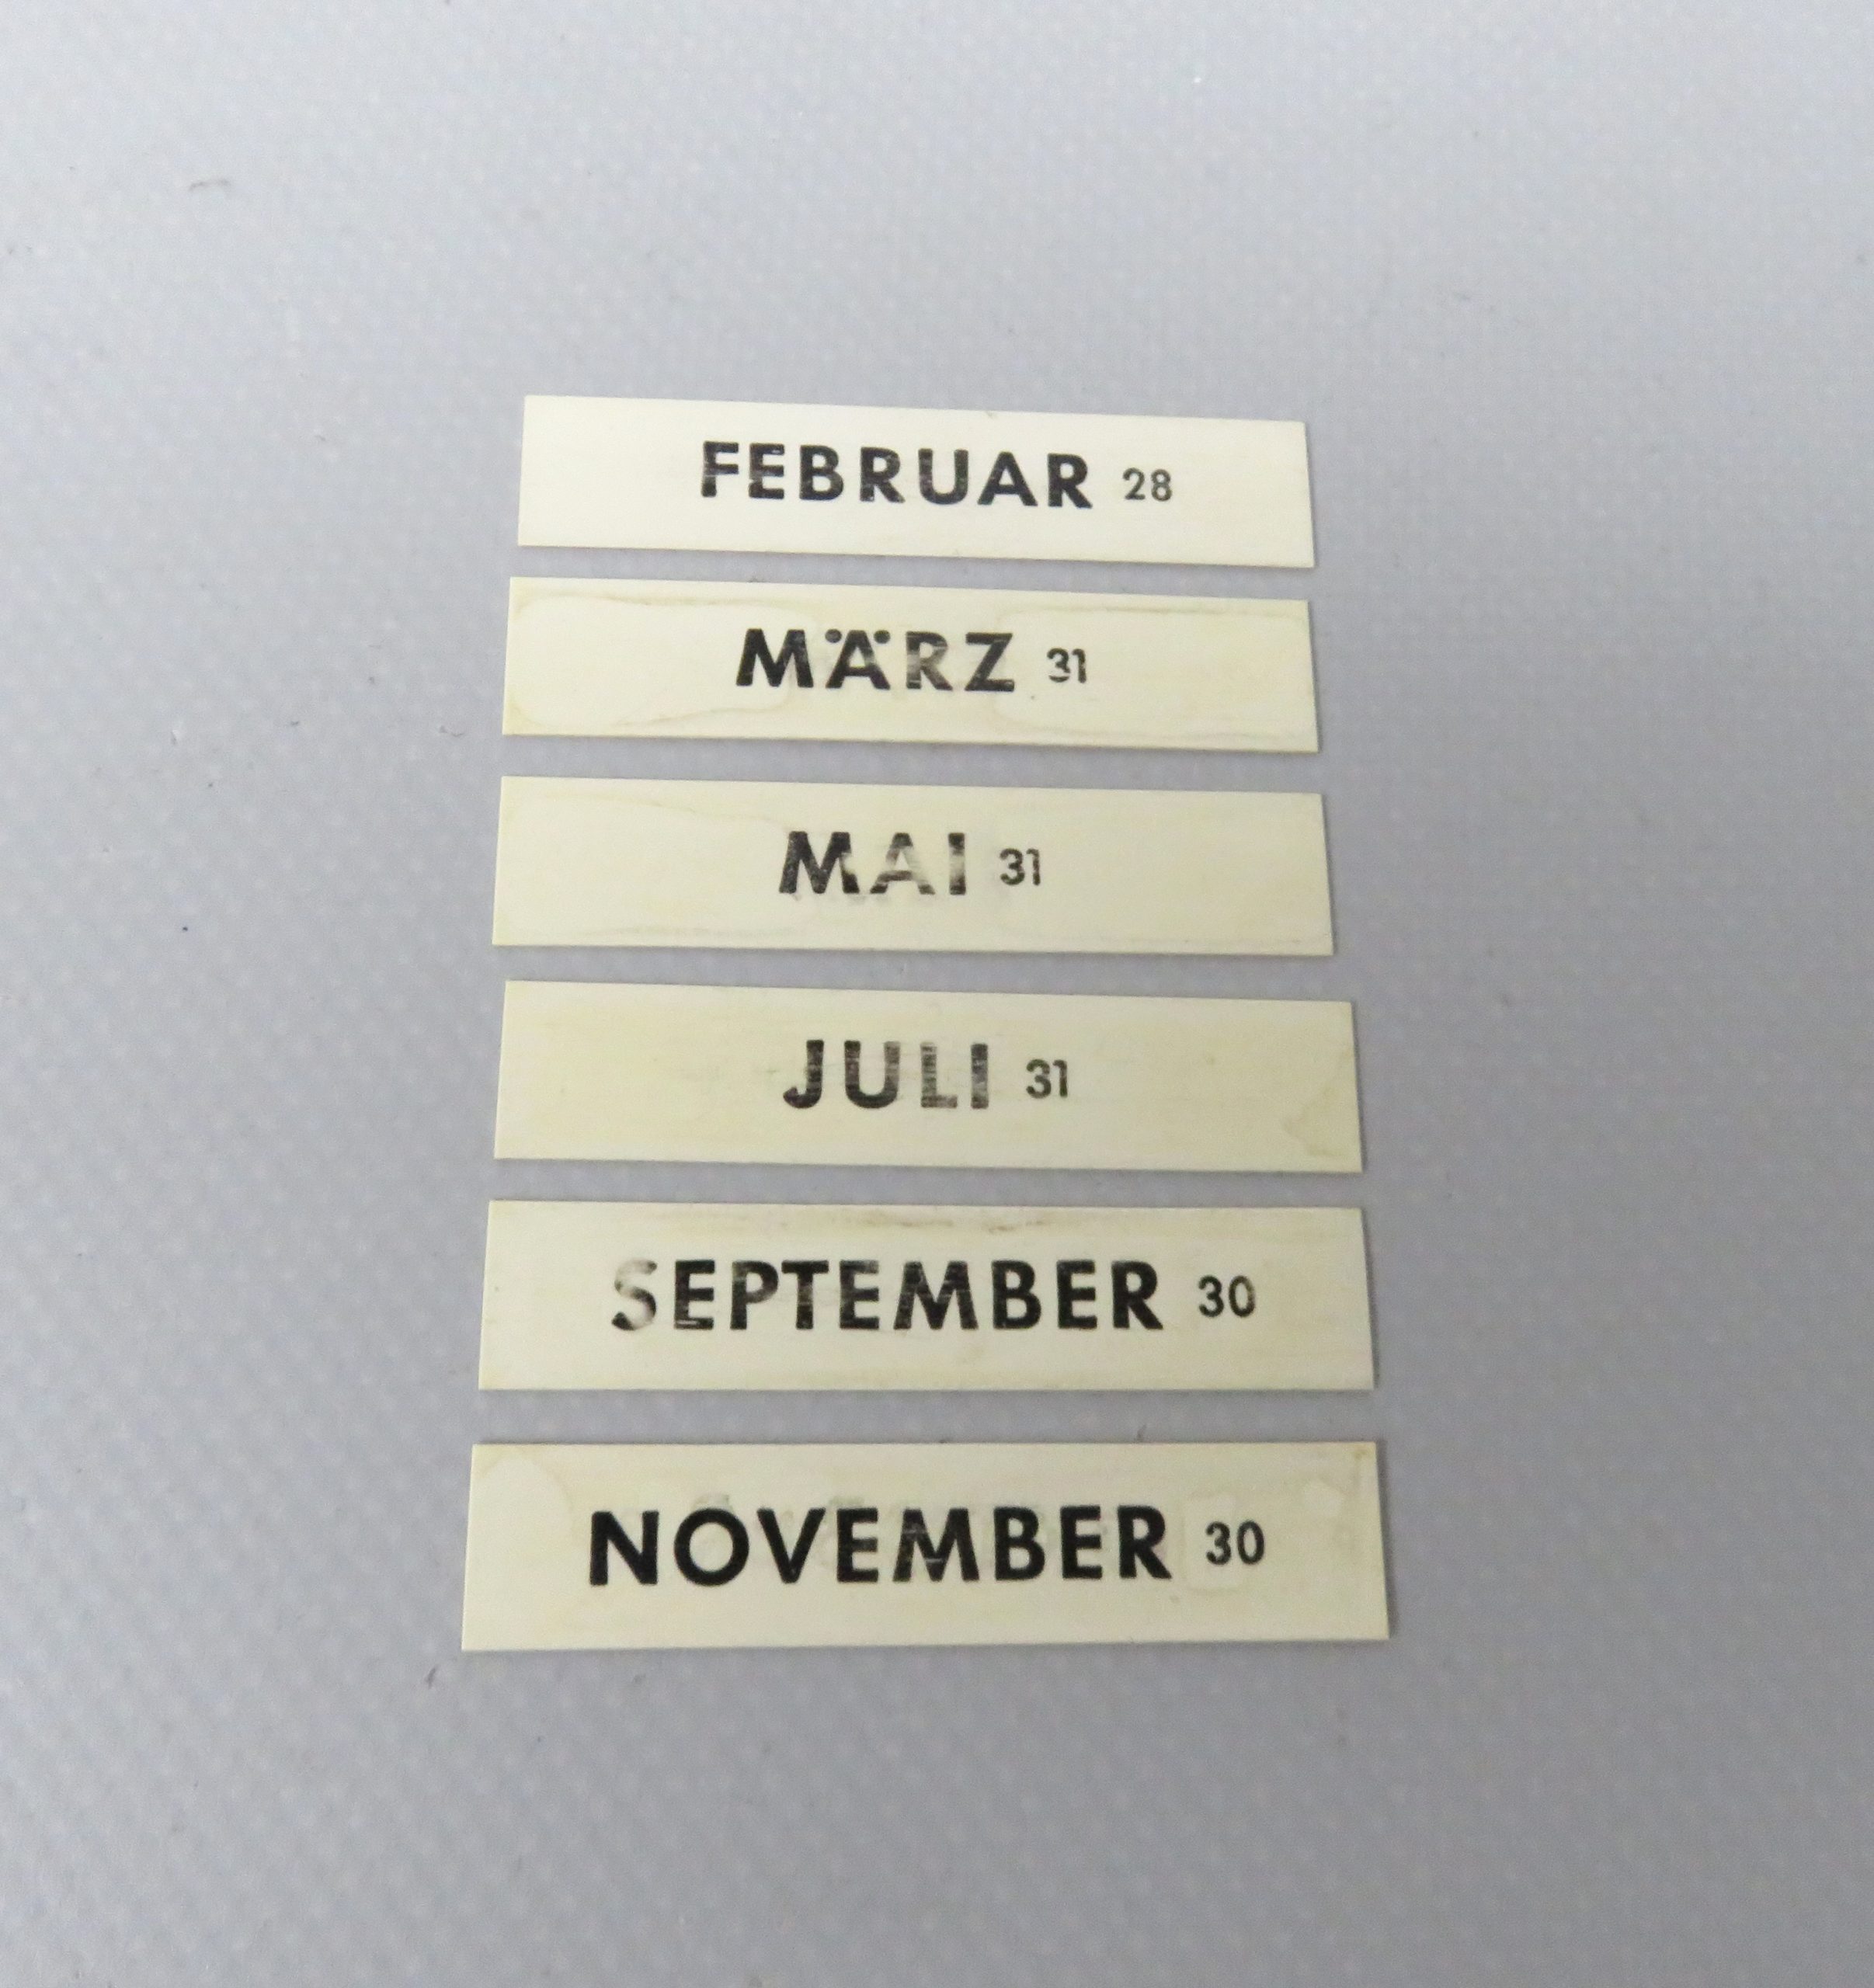 FEBRUAR 28
MÄRZ 31
MAI 31
JULI 31
SEPTEMBER 30
NOVEMBER 30